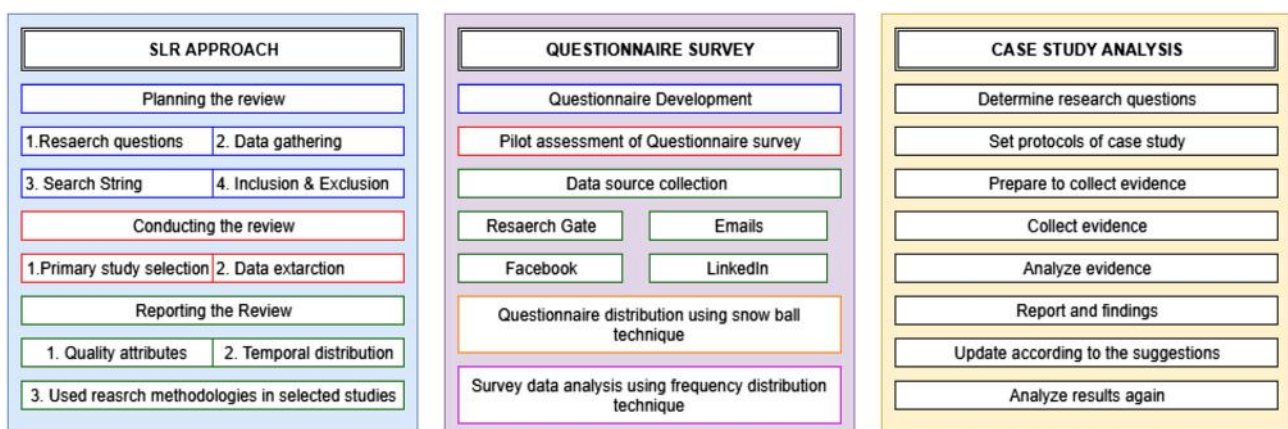 SLR APPROACH
Planning the review
1.Resaerch questions
2. Data gathering
3. Search String
4. Inclusion & Exclusion
Conducting the review
1.Primary study selection
2. Data extarction
Reporting the Review
1. Quality attributes
2. Temporal distribution
3. Used reasrch methodologies in selected studies
QUESTIONNAIRE SURVEY
Questionnaire Development
Pilot assessment of Questionnaire survey
Data source collection
Resaerch Gate
Emails
Facebook
LinkedIn
Questionnaire distribution using snow ball
technique
Survey data analysis using frequency distribution
technique
CASE STUDY ANALYSIS
Determine research questions
Set protocols of case study
Prepare to collect evidence
Collect evidence
Analyze evidence
Report and findings
Update according to the suggestions
Analyze results again